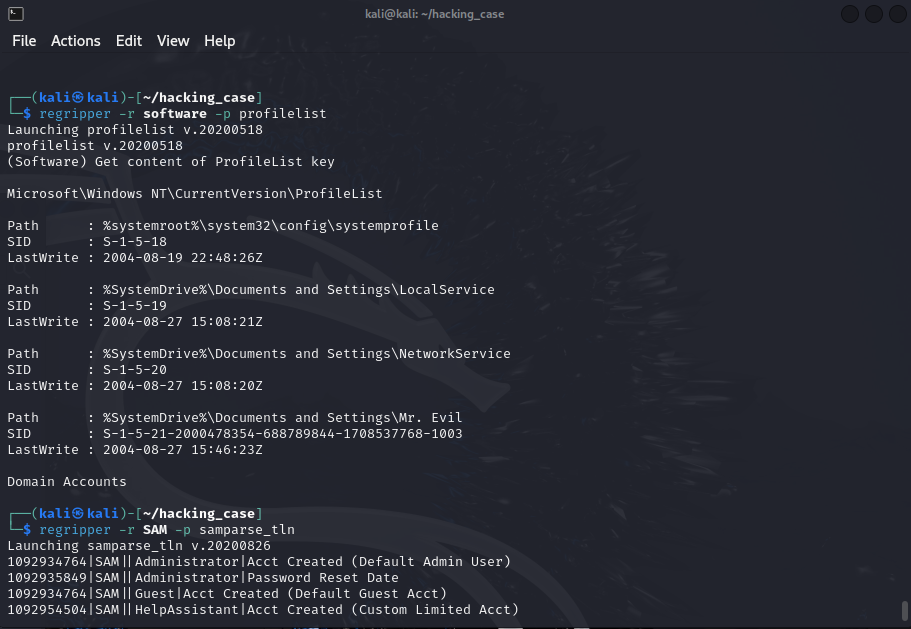 kali@kali: ~/hacking_case
File Actions Edit View Help
┌──(kali㉿kali)-[~/hacking_case]
└─$ regripper -r software -p profilelist
Launching profilelist v.20200518
profilelist v.20200518
(Software) Get content of ProfileList key
Microsoft\Windows NT\CurrentVersion\ProfileList
Path      : %systemroot%\system32\config\systemprofile
SID       : S-1-5-18
LastWrite : 2004-08-19 22:48:26Z
Path      : %SystemDrive%\Documents and Settings\LocalService
SID       : S-1-5-19
LastWrite : 2004-08-27 15:08:21Z
Path      : %SystemDrive%\Documents and Settings\NetworkService
SID       : S-1-5-20
LastWrite : 2004-08-27 15:08:20Z
Path      : %SystemDrive%\Documents and Settings\Mr. Evil
SID       : S-1-5-21-2000478354-688789844-1708537768-1003
LastWrite : 2004-08-27 15:46:23Z
Domain Accounts
┌──(kali㉿kali)-[~/hacking_case]
└─$ regripper -r SAM -p samparse_tln
Launching samparse_tln v.20200826
1092934764|SAM||Administrator|Acct Created (Default Admin User)
1092935849|SAM||Administrator|Password Reset Date
1092934764|SAM||Guest|Acct Created (Default Guest Acct)
1092954504|SAM||HelpAssistant|Acct Created (Custom Limited Acct)